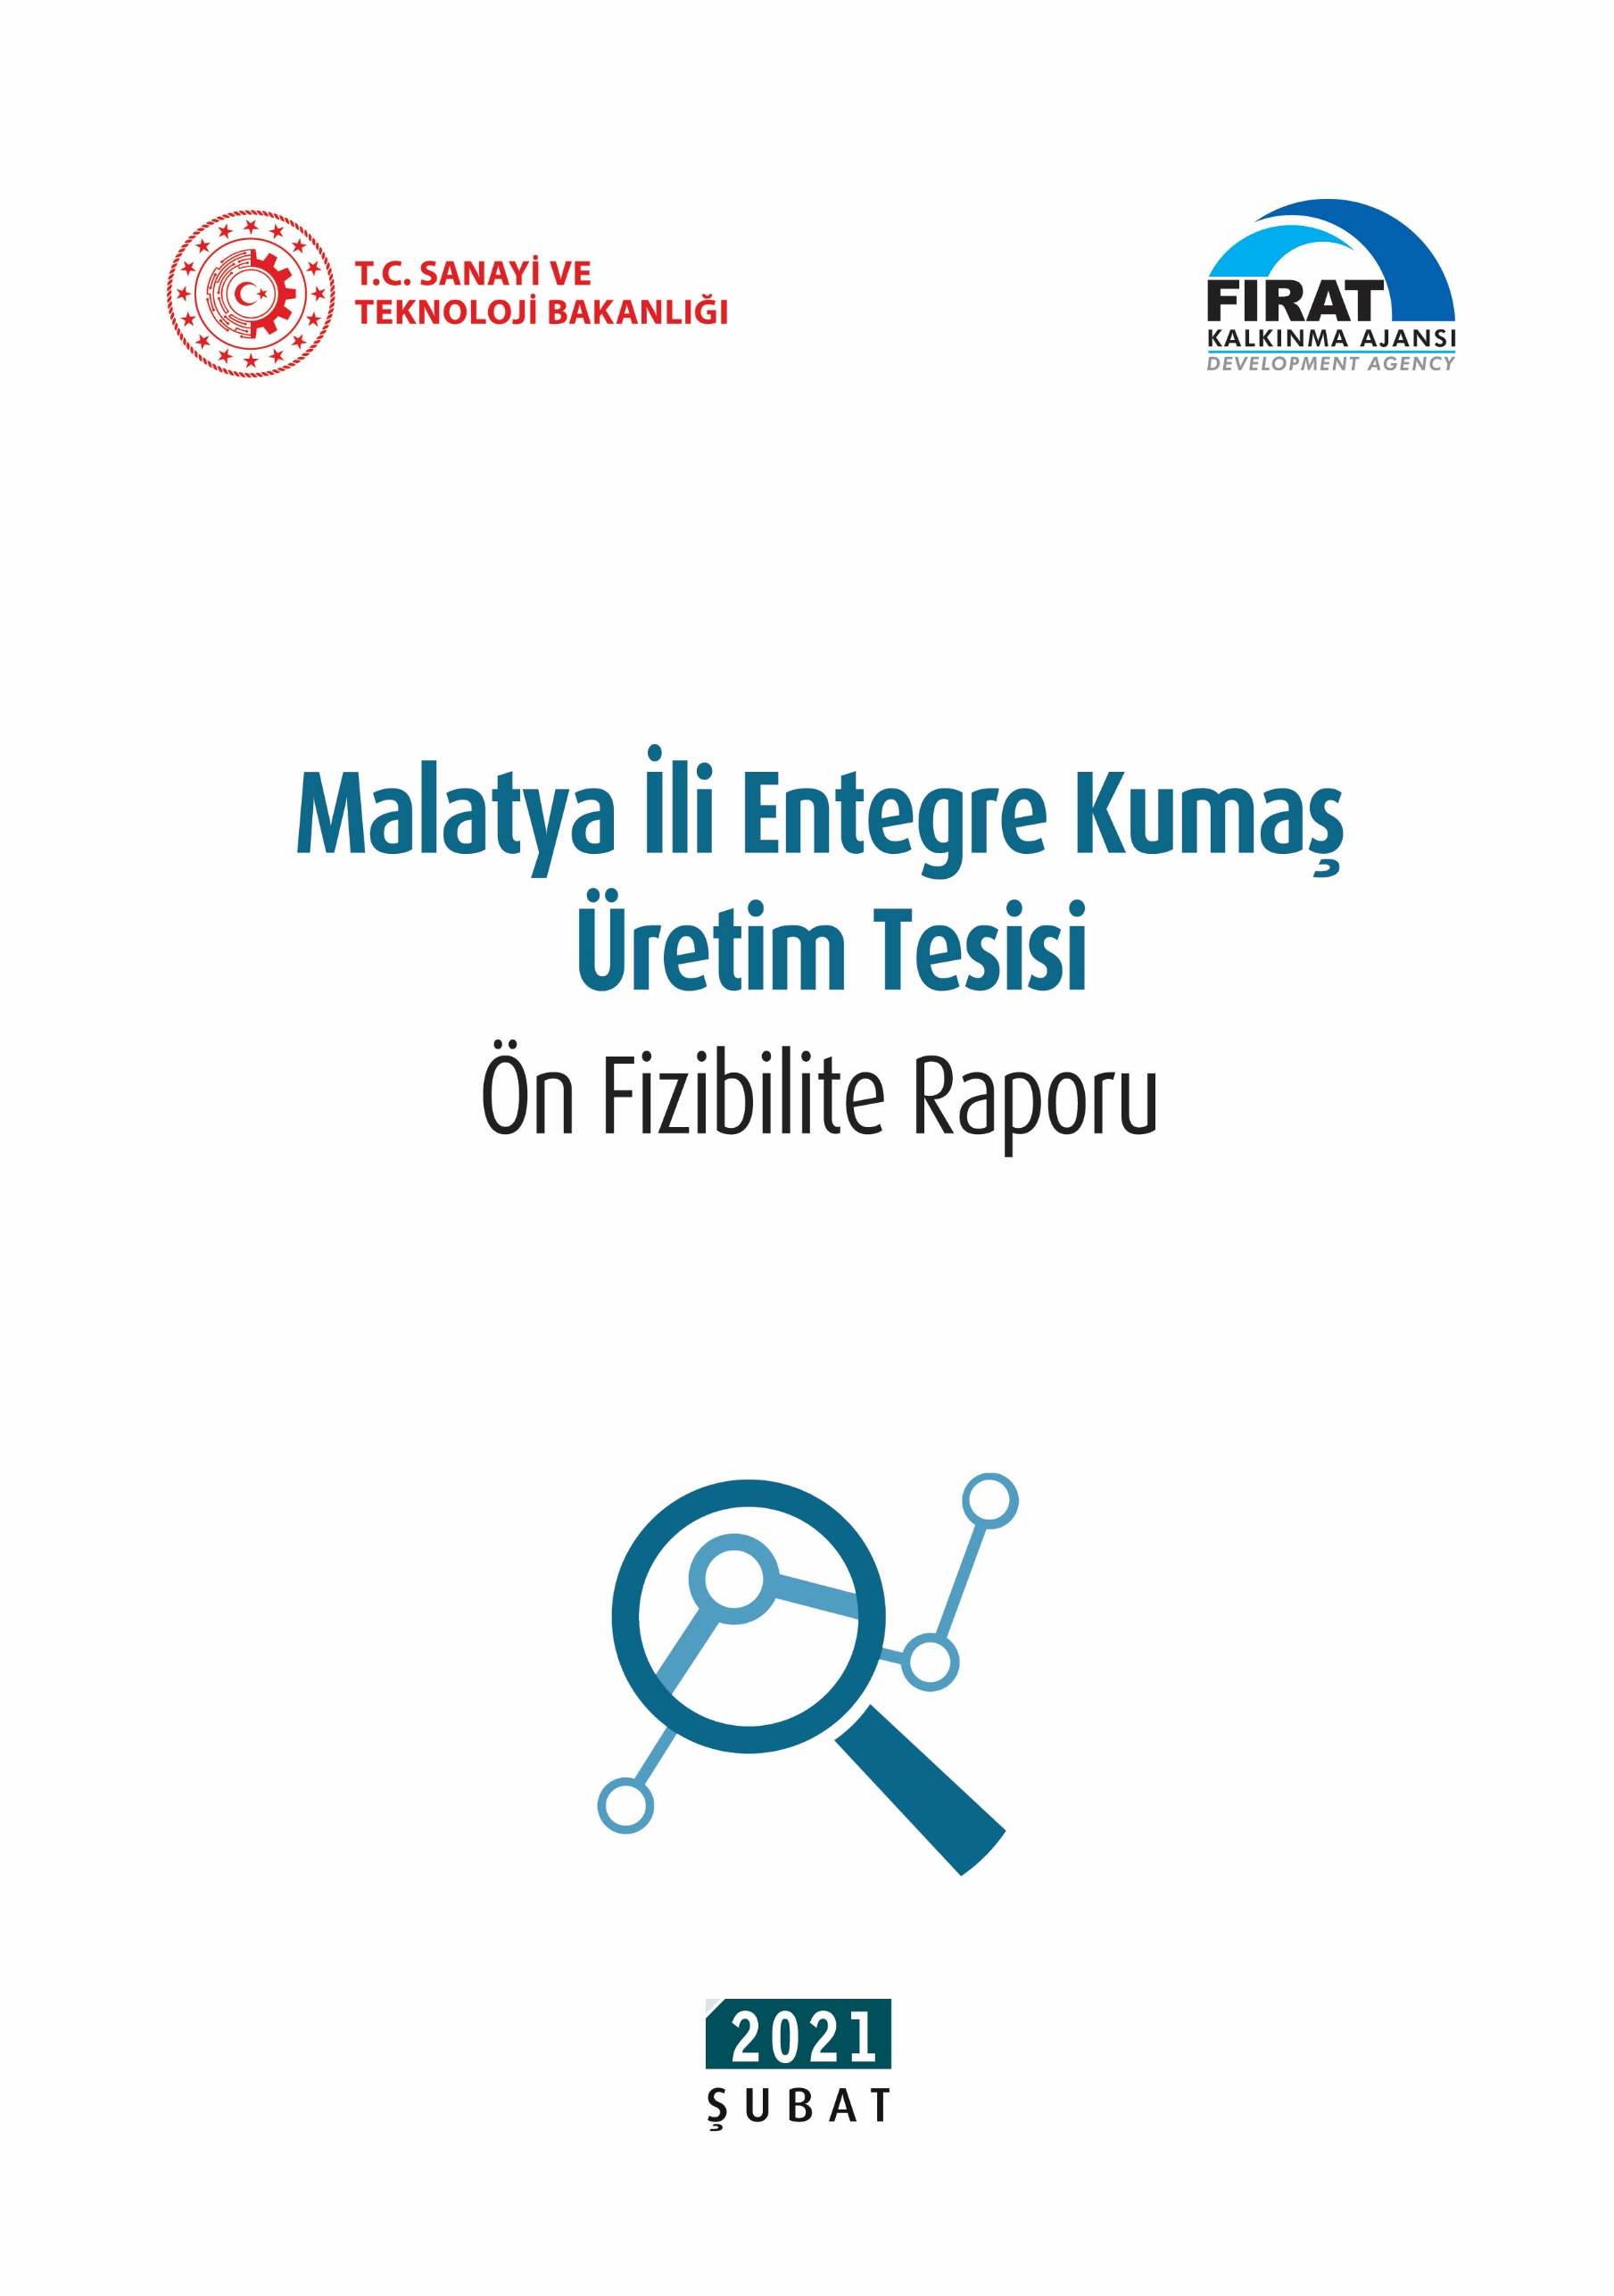 T.C. SANAYİ VE
TEKNOLOJİ BAKANLIĞI
FIRAT
KALKINMA AJANSI
DEVELOPMENT AGENCY
Malatya İli Entegre Kumaş
Üretim Tesisi
Ön Fizibilite Raporu
2021
ŞUBAT